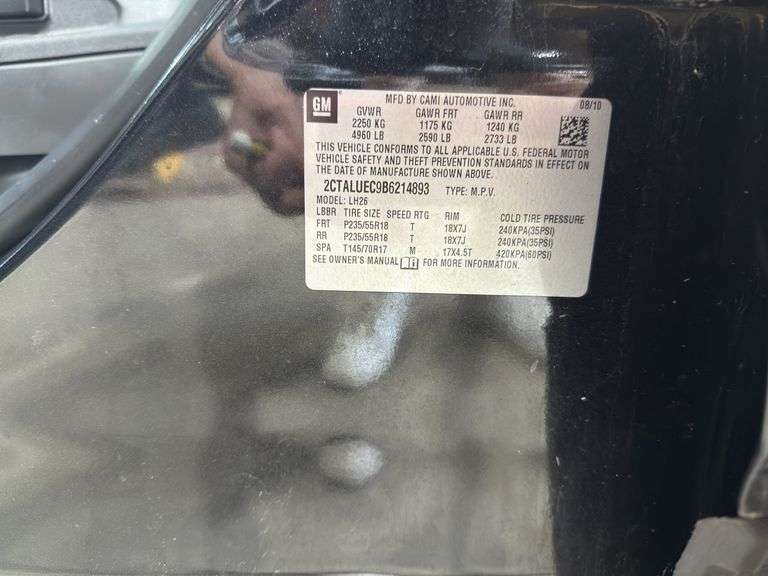 GM
MFD BY CAMI AUTOMOTIVE INC. 08/10
GVWR GAWR FRT GAWR RR
2250 KG 1175 KG 1240 KG
4960 LB 2590 LB 2733 LB
THIS VEHICLE CONFORMS TO ALL APPLICABLE U.S. FEDERAL MOTOR
VEHICLE SAFETY AND THEFT PREVENTION STANDARDS IN EFFECT ON
THE DATE OF MANUFACTURE SHOWN ABOVE.
2CTALUEC9B6214893 TYPE: M.P.V.
MODEL: LH26
LBBR TIRE SIZE SPEED RTG RIM COLD TIRE PRESSURE
FRT P235/55R18 T 18X7J 240KPA(35PSI)
RR P235/55R18 T 18X7J 240KPA(35PSI)
SPA T145/70R17 M 17X4.5T 420KPA(60PSI)
SEE OWNER'S MANUAL FOR MORE INFORMATION.